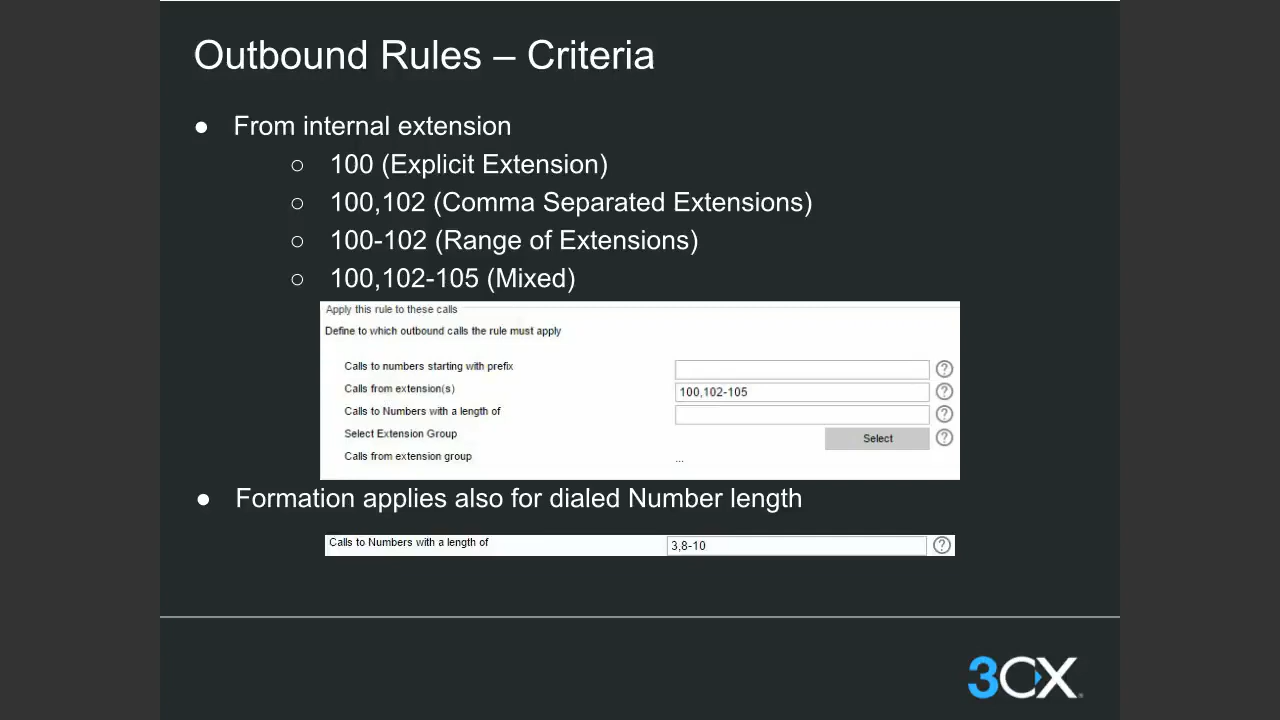 Outbound Rules – Criteria
● From internal extension
○ 100 (Explicit Extension)
○ 100,102 (Comma Separated Extensions)
○ 100-102 (Range of Extensions)
○ 100,102-105 (Mixed)
Apply this rule to these calls
Define to which outbound calls the rule must apply
Calls to numbers starting with prefix ?
Calls from extension(s) 100,102-105 ?
Calls to Numbers with a length of ?
Select Extension Group Select ?
Calls from extension group ...
● Formation applies also for dialed Number length
Calls to Numbers with a length of 3,8-10 ?
3CX